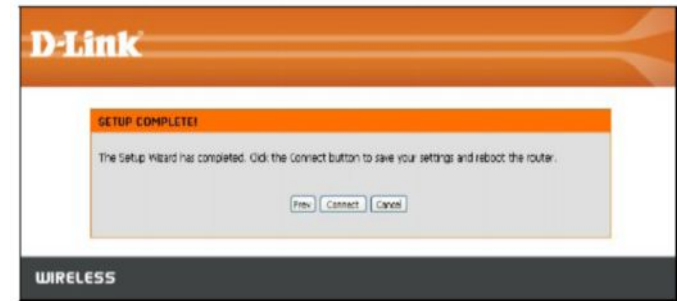 D-Link
SETUP COMPLETE!
The Setup Wizard has completed. Click the Connect button to save your settings and reboot the router.
Prev Connect Cancel
WIRELESS